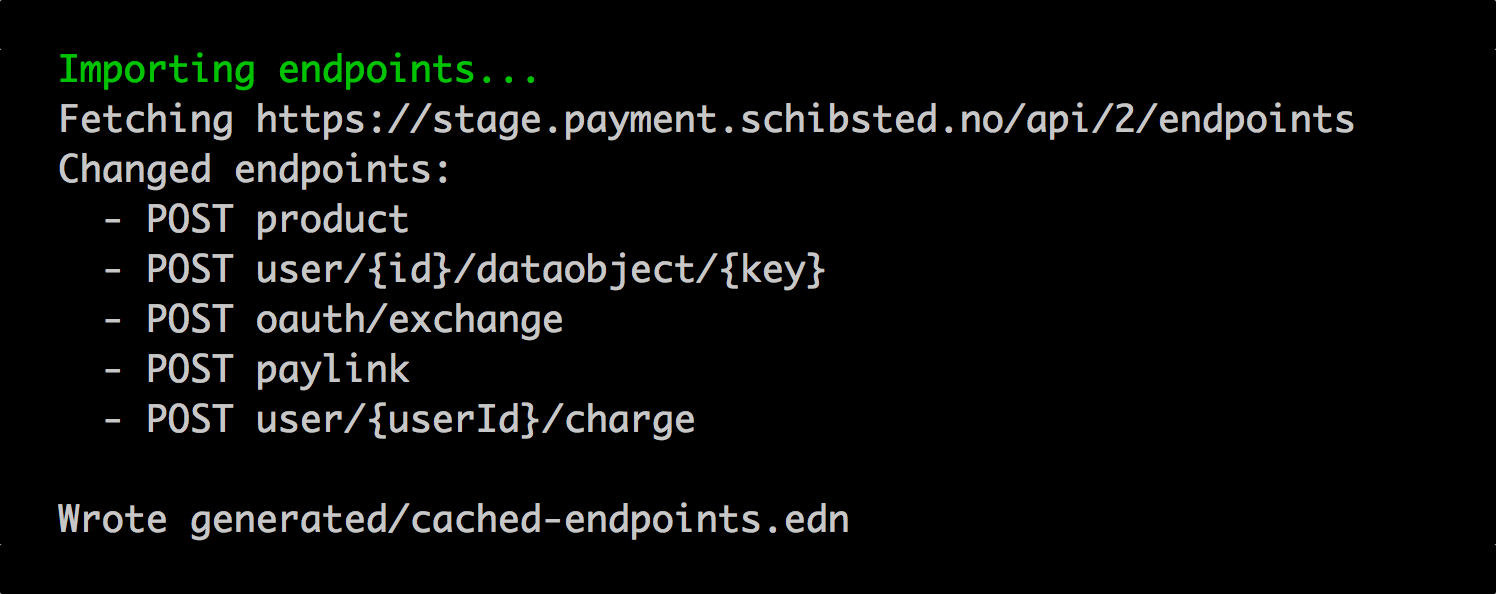 Importing endpoints...
Fetching https://stage.payment.schibsted.no/api/2/endpoints
Changed endpoints:
- POST product
- POST user/{id}/dataobject/{key}
- POST oauth/exchange
- POST paylink
- POST user/{userId}/charge
Wrote generated/cached-endpoints.edn